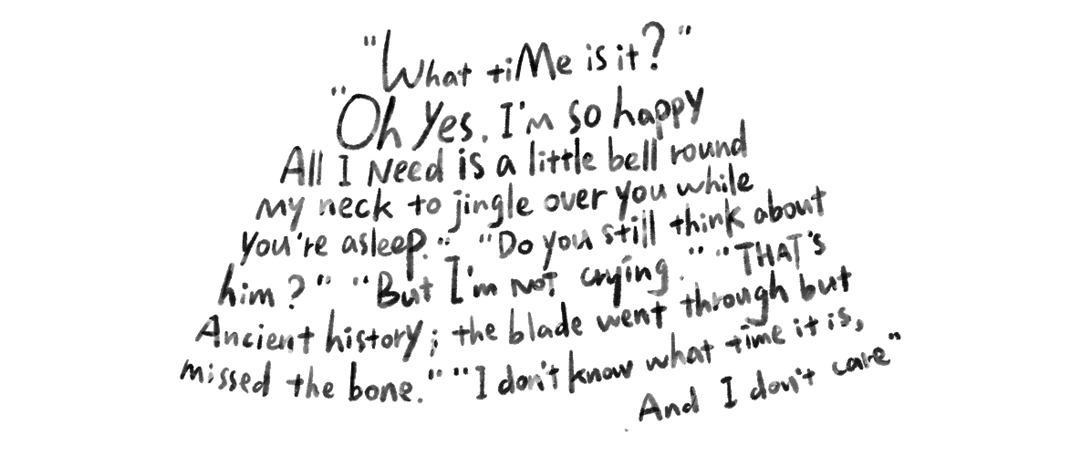 "What tiMe is it?"
"Oh Yes. I'm so happy
All I Need is a little bell round
my neck to jingle over you while
you're asleep." "Do you still think about
him?" "But I'm NOT crying." "THAT'S
Ancient history; the blade went through but
missed the bone." "I don't know what time it is,
And I don't care"